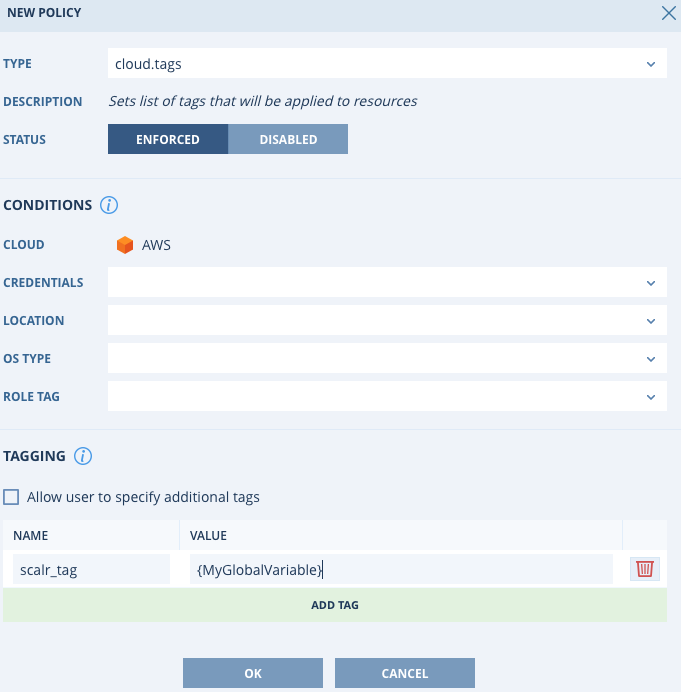 NEW POLICY
TYPE cloud.tags
DESCRIPTION Sets list of tags that will be applied to resources
STATUS ENFORCED DISABLED
CONDITIONS i
CLOUD AWS
CREDENTIALS
LOCATION
OS TYPE
ROLE TAG
TAGGING i
Allow user to specify additional tags
NAME VALUE
scalr_tag {MyGlobalVariable}
ADD TAG
OK CANCEL